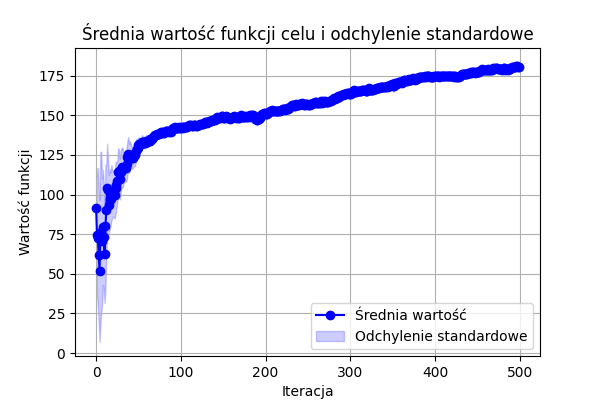 Średnia wartość funkcji celu i odchylenie standardowe
Wartość funkcji
175
150
125
100
75
50
25
0
0 100 200 300 400 500
Iteracja
Średnia wartość
Odchylenie standardowe